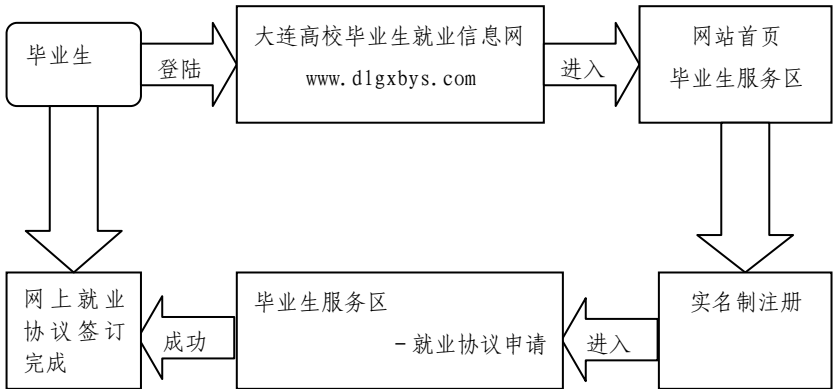 毕业生
登陆
大连高校毕业生就业信息网
www.dlgxbys.com
进入
网站首页
毕业生服务区
网上就业
协议签订
完成
成功
毕业生服务区
-就业协议申请
进入
实名制注册